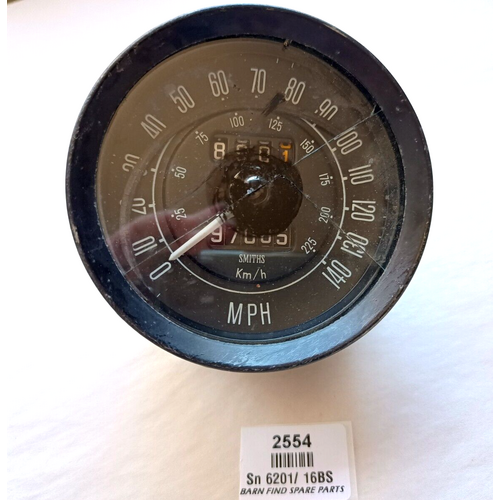 0 10 20 30 40 50 60 70 80 90 100 110 120 130 140
25 50 75 100 125 150 175 200 225
SMITHS
Km/h
MPH
2554
Sn 6201/ 16BS
BARN FIND SPARE PARTS